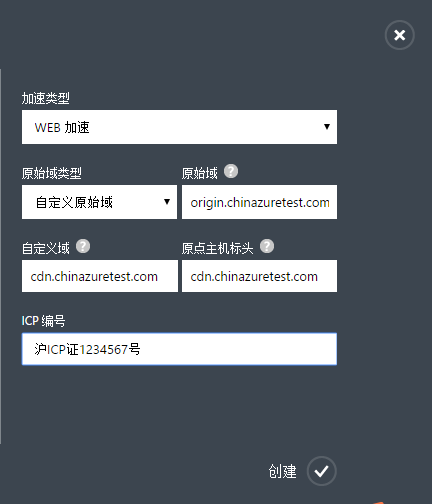 加速类型
WEB 加速
原始域类型
原始域 ?
自定义原始域
origin.chinazuretest.com
自定义域 ?
原点主机标头 ?
cdn.chinazuretest.com
cdn.chinazuretest.com
ICP 编号
沪ICP证1234567号
创建